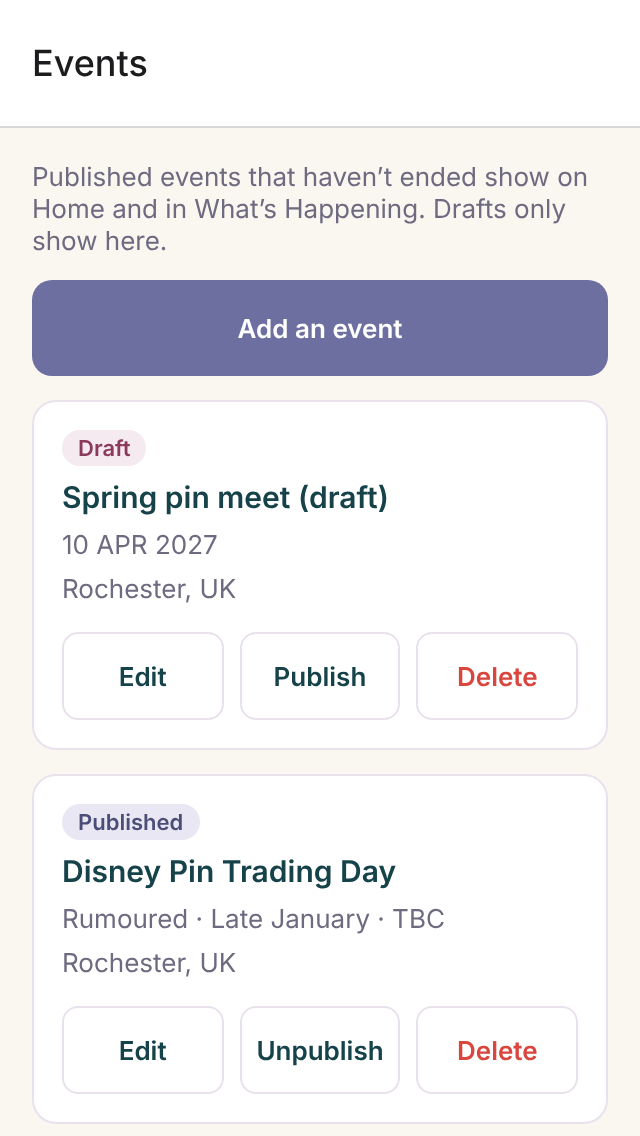 Events
Published events that haven’t ended show on
Home and in What’s Happening. Drafts only
show here.
Add an event
Draft
Spring pin meet (draft)
10 APR 2027
Rochester, UK
Edit
Publish
Delete
Published
Disney Pin Trading Day
Rumoured · Late January · TBC
Rochester, UK
Edit
Unpublish
Delete